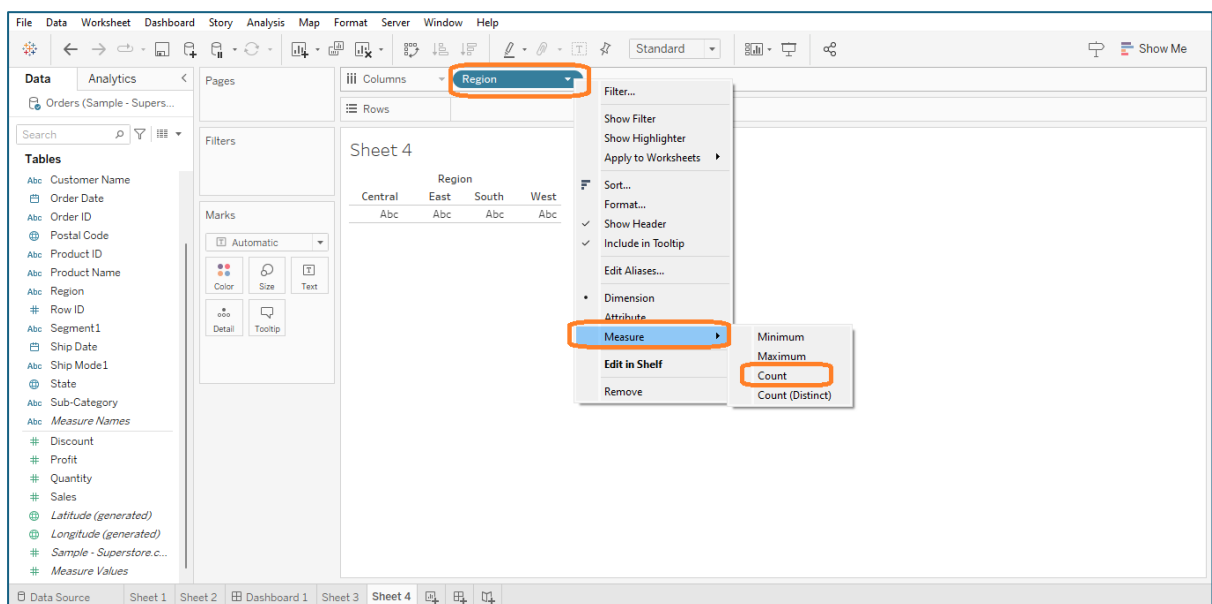 File Data Worksheet Dashboard Story Analysis Map Format Server Window Help
Standard
Show Me
Data Analytics
Orders (Sample - Supers...
Search
Tables
Abc Customer Name
Order Date
Abc Order ID
Postal Code
Abc Product ID
Abc Product Name
Abc Region
# Row ID
Abc Segment1
Ship Date
Abc Ship Mode1
State
Abc Sub-Category
Abc Measure Names
# Discount
# Profit
# Quantity
# Sales
Latitude (generated)
Longitude (generated)
# Sample - Superstore.c...
# Measure Values
Pages
Filters
Marks
Automatic
Color Size Text
Detail Tooltip
Columns Region
Rows
Sheet 4
Region
Central East South West
Abc Abc Abc Abc
Filter...
Show Filter
Show Highlighter
Apply to Worksheets
Sort...
Format...
Show Header
Include in Tooltip
Edit Aliases...
Dimension
Attribute
Measure
Edit in Shelf
Remove
Minimum
Maximum
Count
Count (Distinct)
Data Source Sheet 1 Sheet 2 Dashboard 1 Sheet 3 Sheet 4